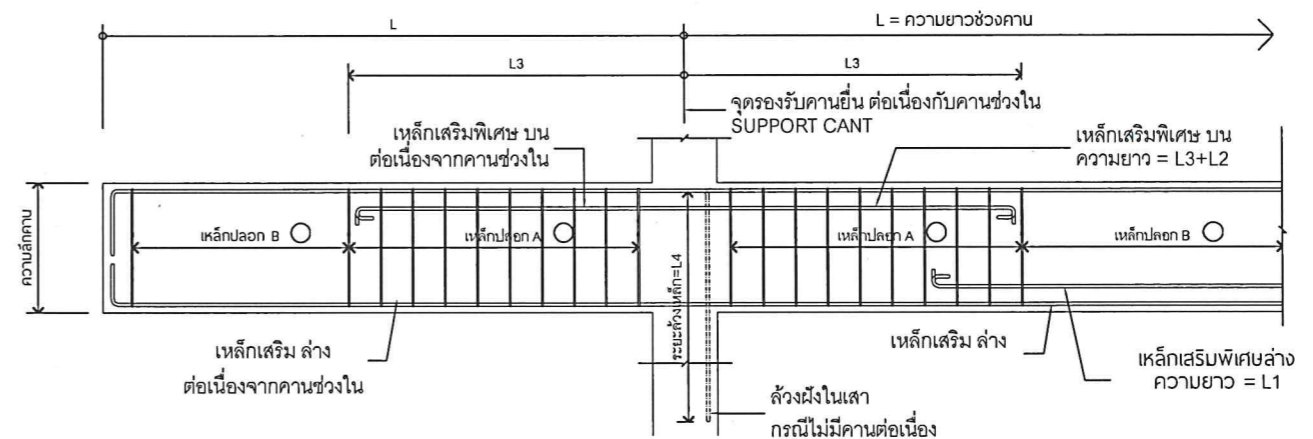 L
L = ความยาวช่วงคาน
L3
L3
จุดรองรับคานยื่น ต่อเนื่องกับคานช่วงใน
SUPPORT CANT
เหล็กเสริมพิเศษ บน
ต่อเนื่องจากคานช่วงใน
เหล็กเสริมพิเศษ บน
ความยาว = L3+L2
ความลึกคาน
เหล็กปลอก B
เหล็กปลอก A
เหล็กปลอก A
เหล็กปลอก B
ระยะล้วงเหล็ก=L4
เหล็กเสริม ล่าง
ต่อเนื่องจากคานช่วงใน
เหล็กเสริม ล่าง
เหล็กเสริมพิเศษล่าง
ความยาว = L1
ล้วงฝังในเสา
กรณีไม่มีคานต่อเนื่อง